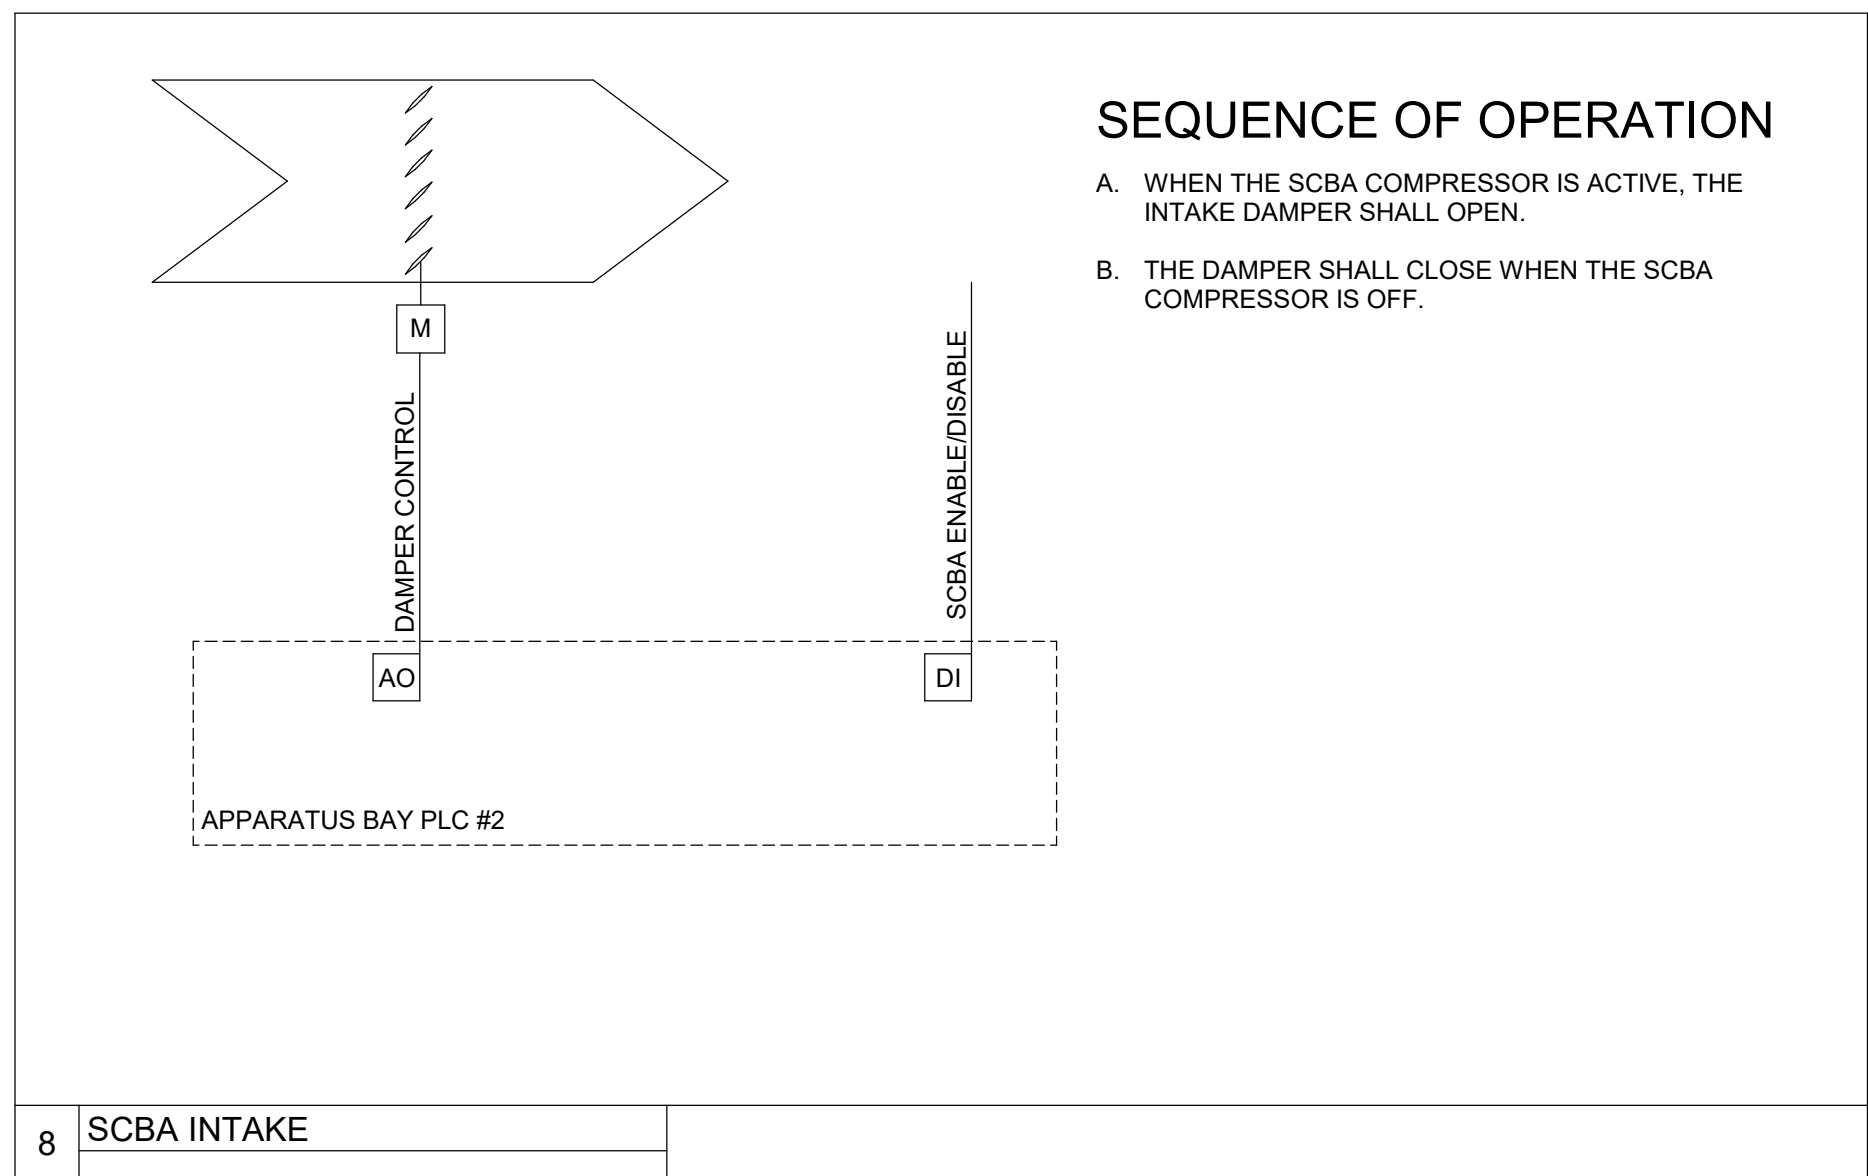 SEQUENCE OF OPERATION
A. WHEN THE SCBA COMPRESSOR IS ACTIVE, THE
INTAKE DAMPER SHALL OPEN.
B. THE DAMPER SHALL CLOSE WHEN THE SCBA
COMPRESSOR IS OFF.
M
DAMPER CONTROL
SCBA ENABLE/DISABLE
AO
DI
APPARATUS BAY PLC #2
8
SCBA INTAKE